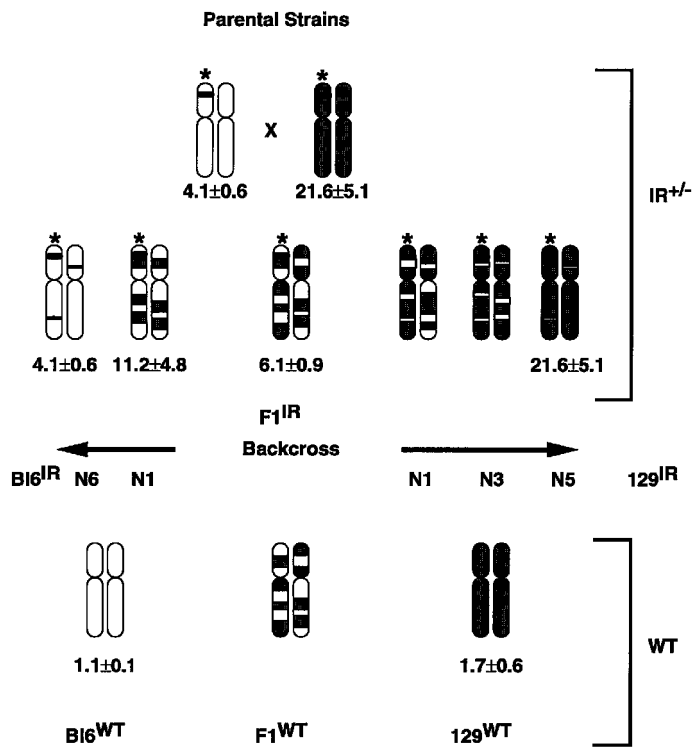 Parental Strains
* *
X
4.1±0.6 21.6±5.1
IR+/-
* * * * * *
4.1±0.6 11.2±4.8 6.1±0.9 21.6±5.1
F1IR
Backcross
Bl6IR N6 N1 N1 N3 N5 129IR
WT
1.1±0.1 1.7±0.6
Bl6WT F1WT 129WT